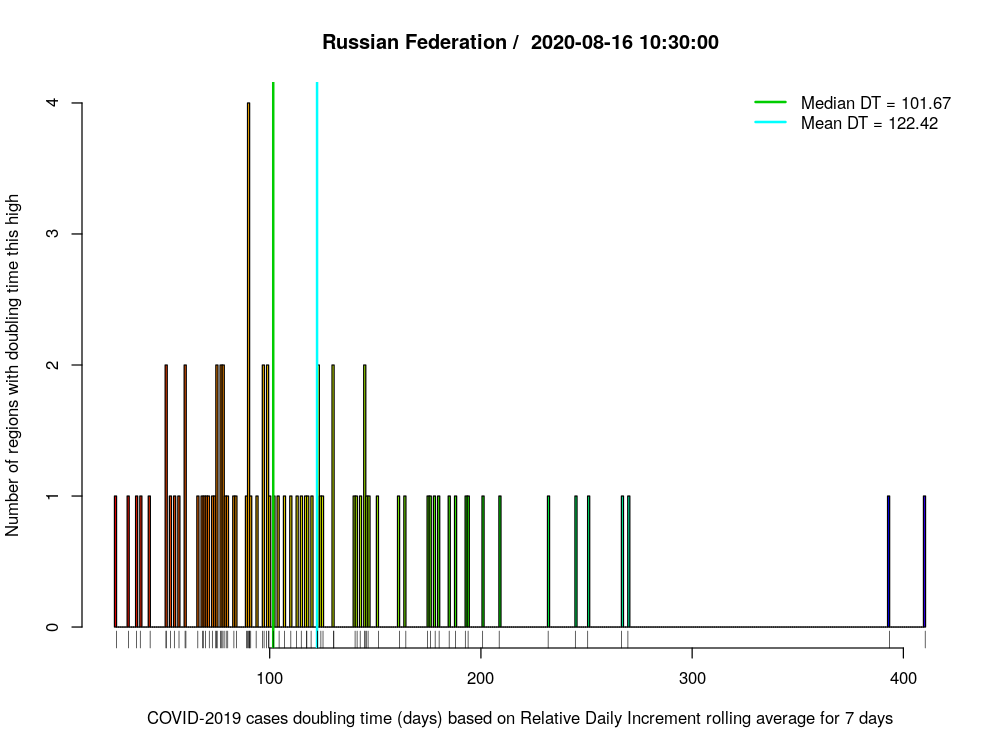 Russian Federation /  2020-08-16 10:30:00
Median DT = 101.67
Mean DT = 122.42
Number of regions with doubling time this high
4
3
2
1
0
100 200 300 400
COVID-2019 cases doubling time (days) based on Relative Daily Increment rolling average for 7 days